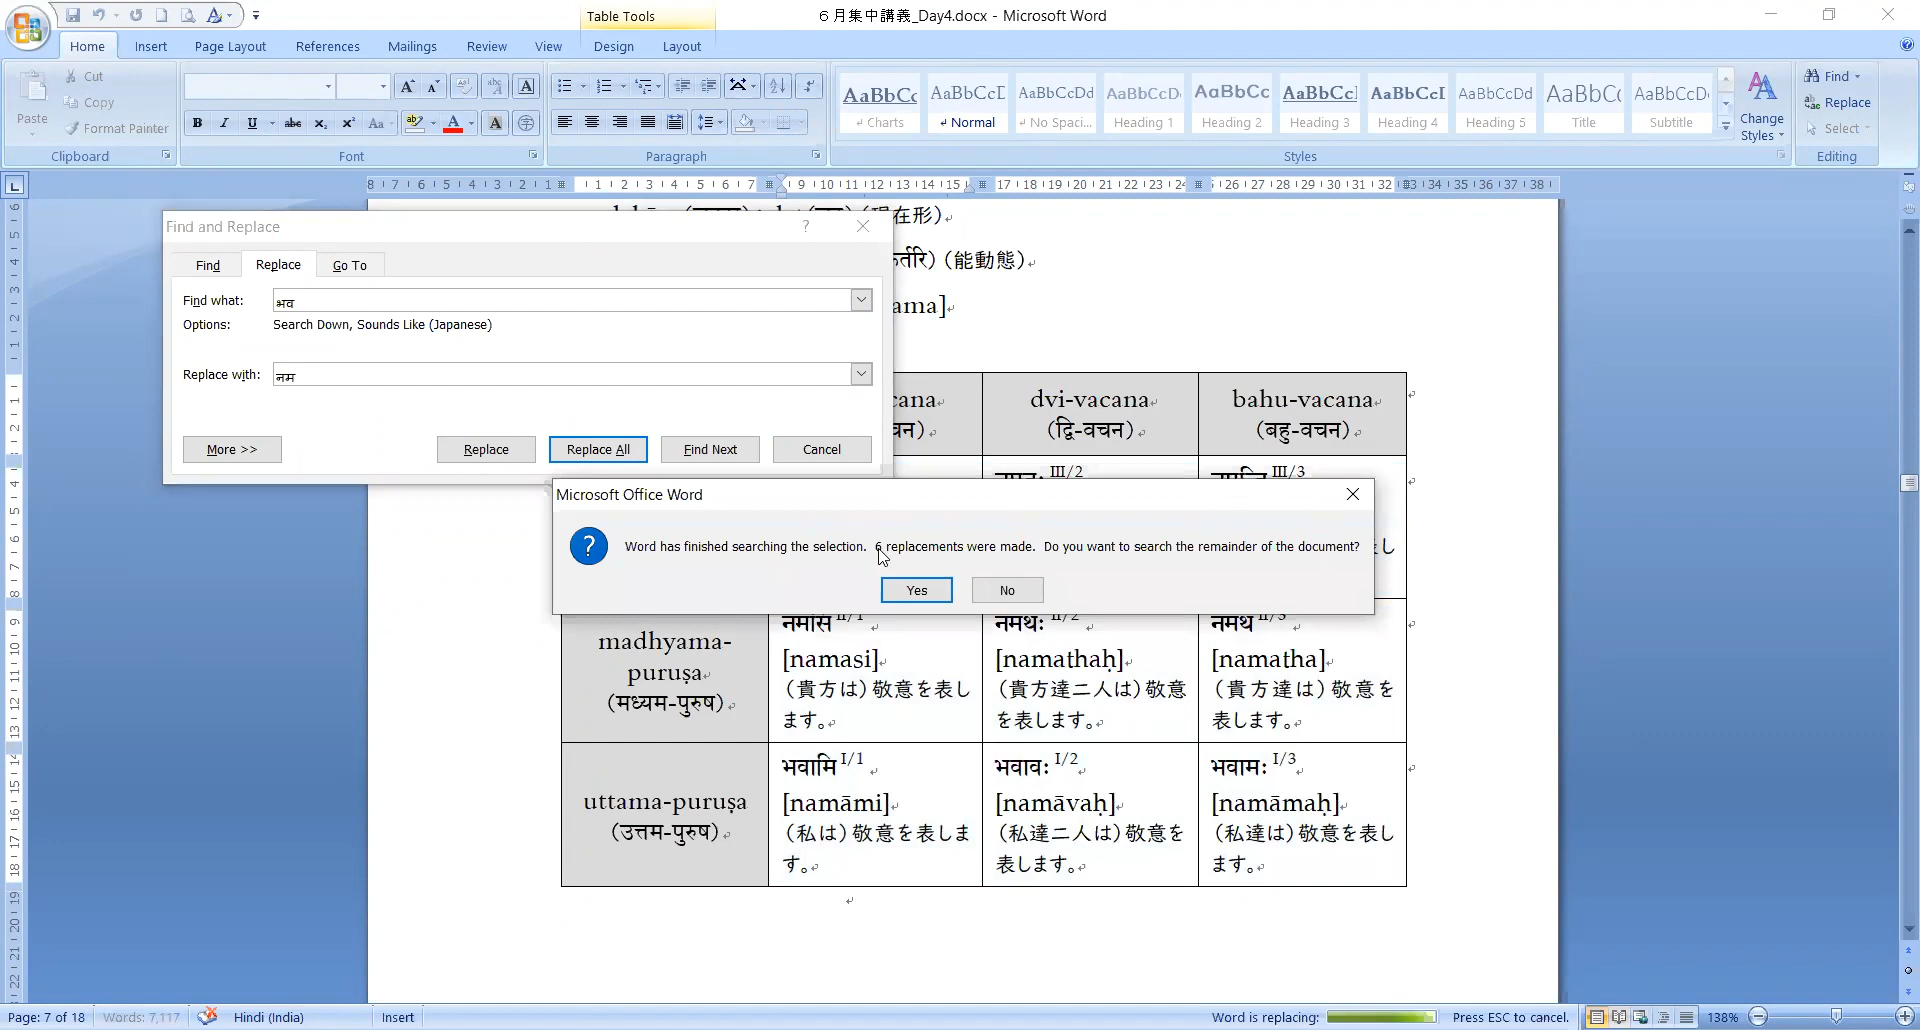 Table Tools
６月集中講義_Day4.docx - Microsoft Word
Home Insert Page Layout References Mailings Review View Design Layout
Paste
Cut
Copy
Format Painter
Clipboard
Font
Paragraph
AaBbCc
Charts
AaBbCcD
Normal
AaBbCcDd
No Spaci...
AaBbCcD
Heading 1
AaBbCc
Heading 2
AaBbCc
Heading 3
AaBbCcI
Heading 4
AaBbCcDd
Heading 5
AaBbC
Title
AaBbCcD
Subtitle
Change Styles
Styles
Find
Replace
Select
Editing
在形）
र्तरि)（能動態）
ama]
Find and Replace
Find Replace Go To
Find what: भव
Options: Search Down, Sounds Like (Japanese)
Replace with: नम
More >> Replace Replace All Find Next Cancel
cana
dvi-vacana
(द्वि-वचन)
bahu-vacana
(बहु-वचन)
III/2
III/3
Microsoft Office Word
Word has finished searching the selection. 6 replacements were made. Do you want to search the remainder of the document?
Yes No
madhyama-
puruṣa
(मध्यम-पुरुष)
नमसि II/1
[namasi]
（貴方は）敬意を表し
ます。
नमथः II/2
[namathaḥ]
（貴方達二人は）敬意
を表します。
नमथ II/3
[namatha]
（貴方達は）敬意を
表します。
uttama-puruṣa
(उत्तम-पुरुष)
भवामि I/1
[namāmi]
（私は）敬意を表しま
す。
भवावः I/2
[namāvaḥ]
（私達二人は）敬意を
表します。
भवामः I/3
[namāmaḥ]
（私達は）敬意を表し
ます。
Page: 7 of 18 Words: 7,117 Hindi (India) Insert Word is replacing: Press ESC to cancel. 138%